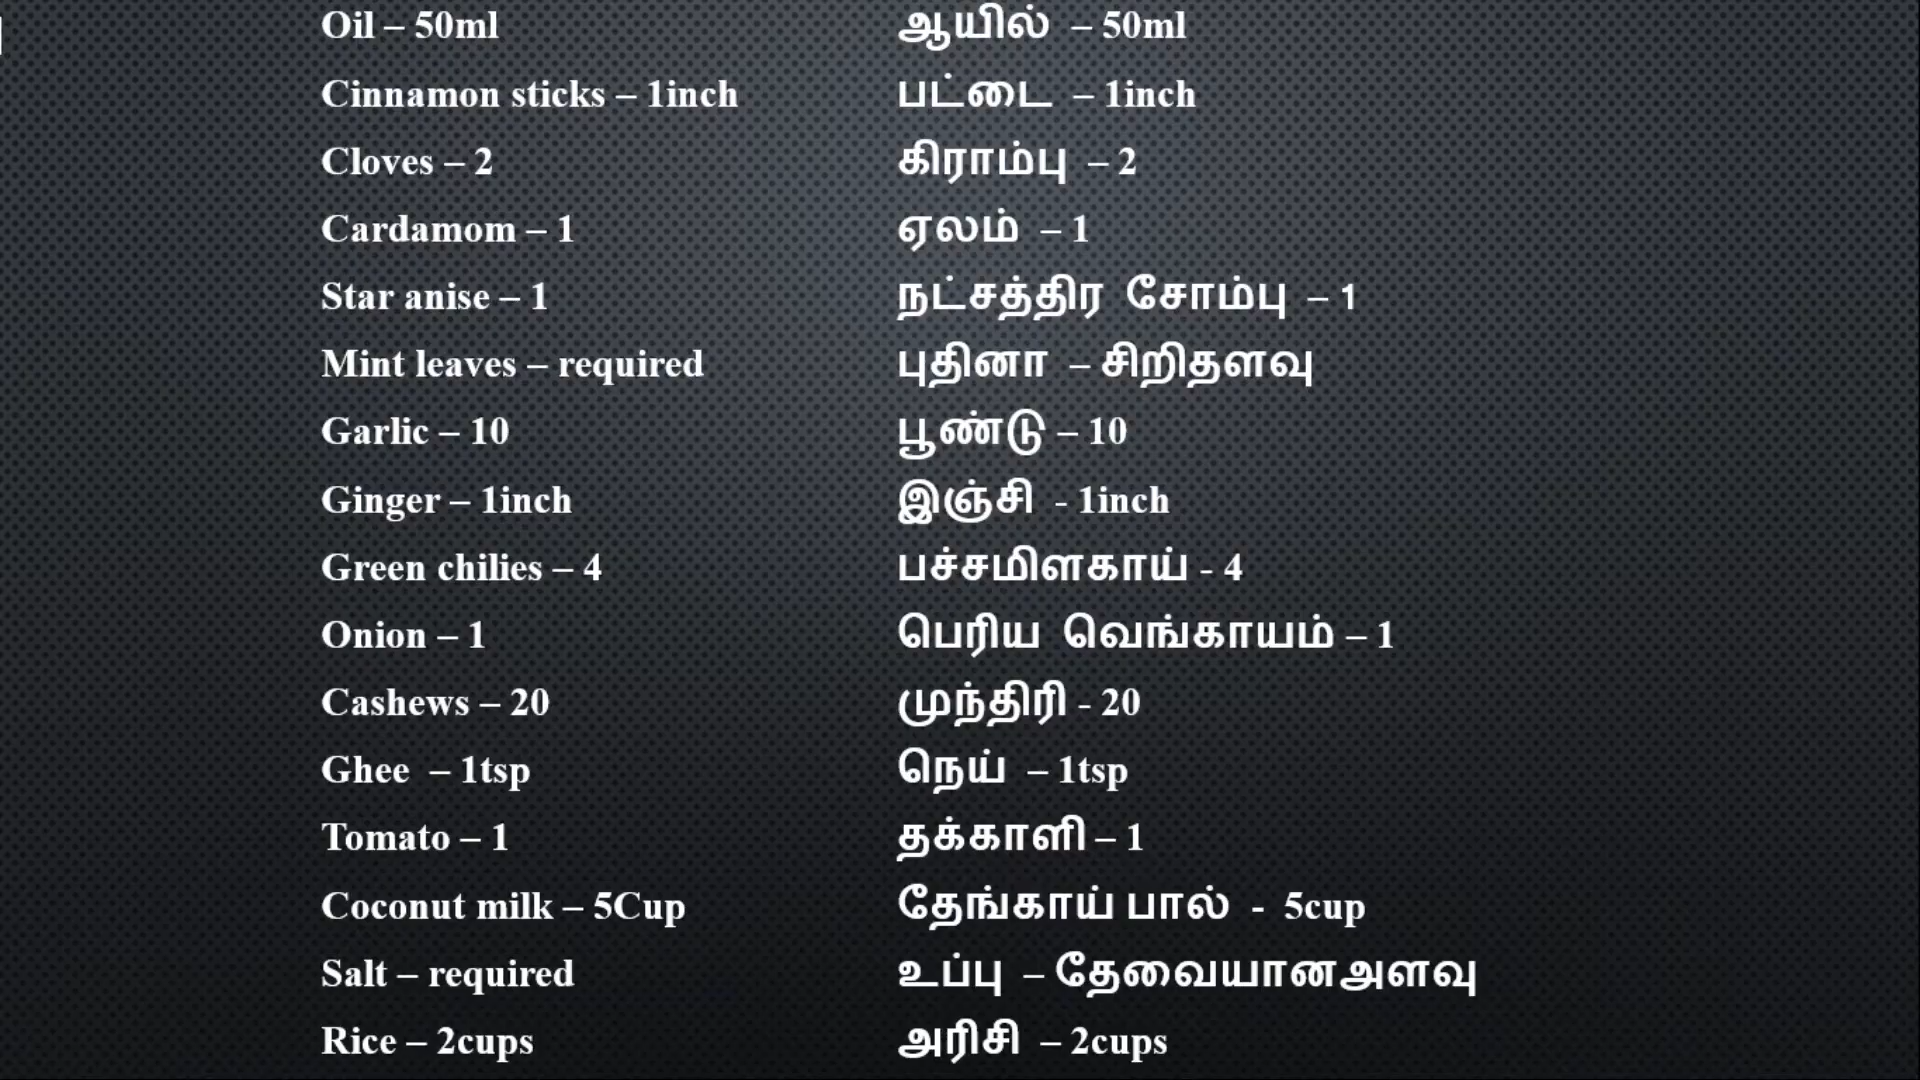 Oil – 50ml
ஆயில் – 50ml
Cinnamon sticks – 1inch
பட்டை – 1inch
Cloves – 2
கிராம்பு – 2
Cardamom – 1
ஏலம் – 1
Star anise – 1
நட்சத்திர சோம்பு – 1
Mint leaves – required
புதினா – சிறிதளவு
Garlic – 10
பூண்டு – 10
Ginger – 1inch
இஞ்சி - 1inch
Green chilies – 4
பச்சமிளகாய் - 4
Onion – 1
பெரிய வெங்காயம் – 1
Cashews – 20
முந்திரி - 20
Ghee – 1tsp
நெய் – 1tsp
Tomato – 1
தக்காளி – 1
Coconut milk – 5Cup
தேங்காய் பால் - 5cup
Salt – required
உப்பு – தேவையானஅளவு
Rice – 2cups
அரிசி – 2cups